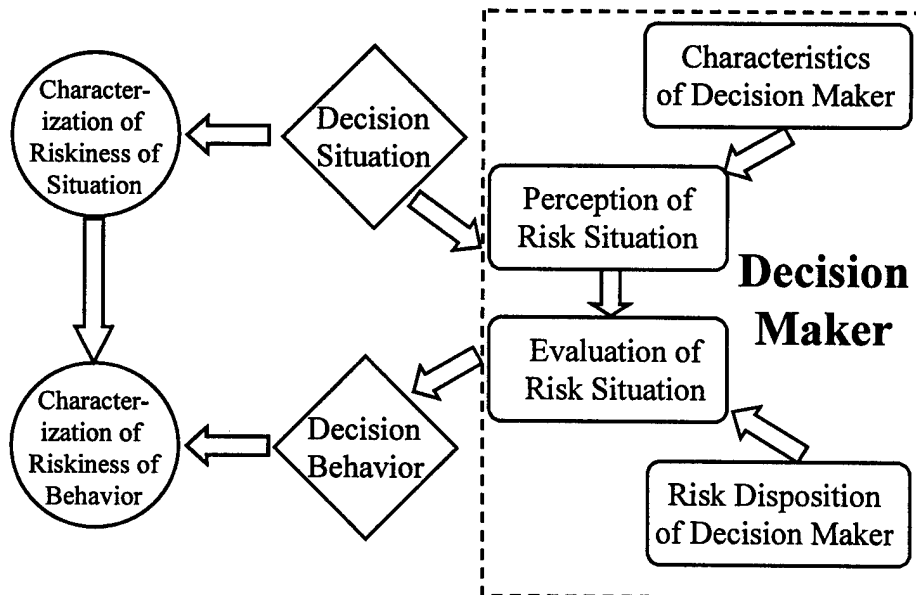 Character-
ization of
Riskiness of
Situation
Decision
Situation
Characteristics
of Decision Maker
Perception of
Risk Situation
Decision
Maker
Evaluation of
Risk Situation
Character-
ization of
Riskiness of
Behavior
Decision
Behavior
Risk Disposition
of Decision Maker